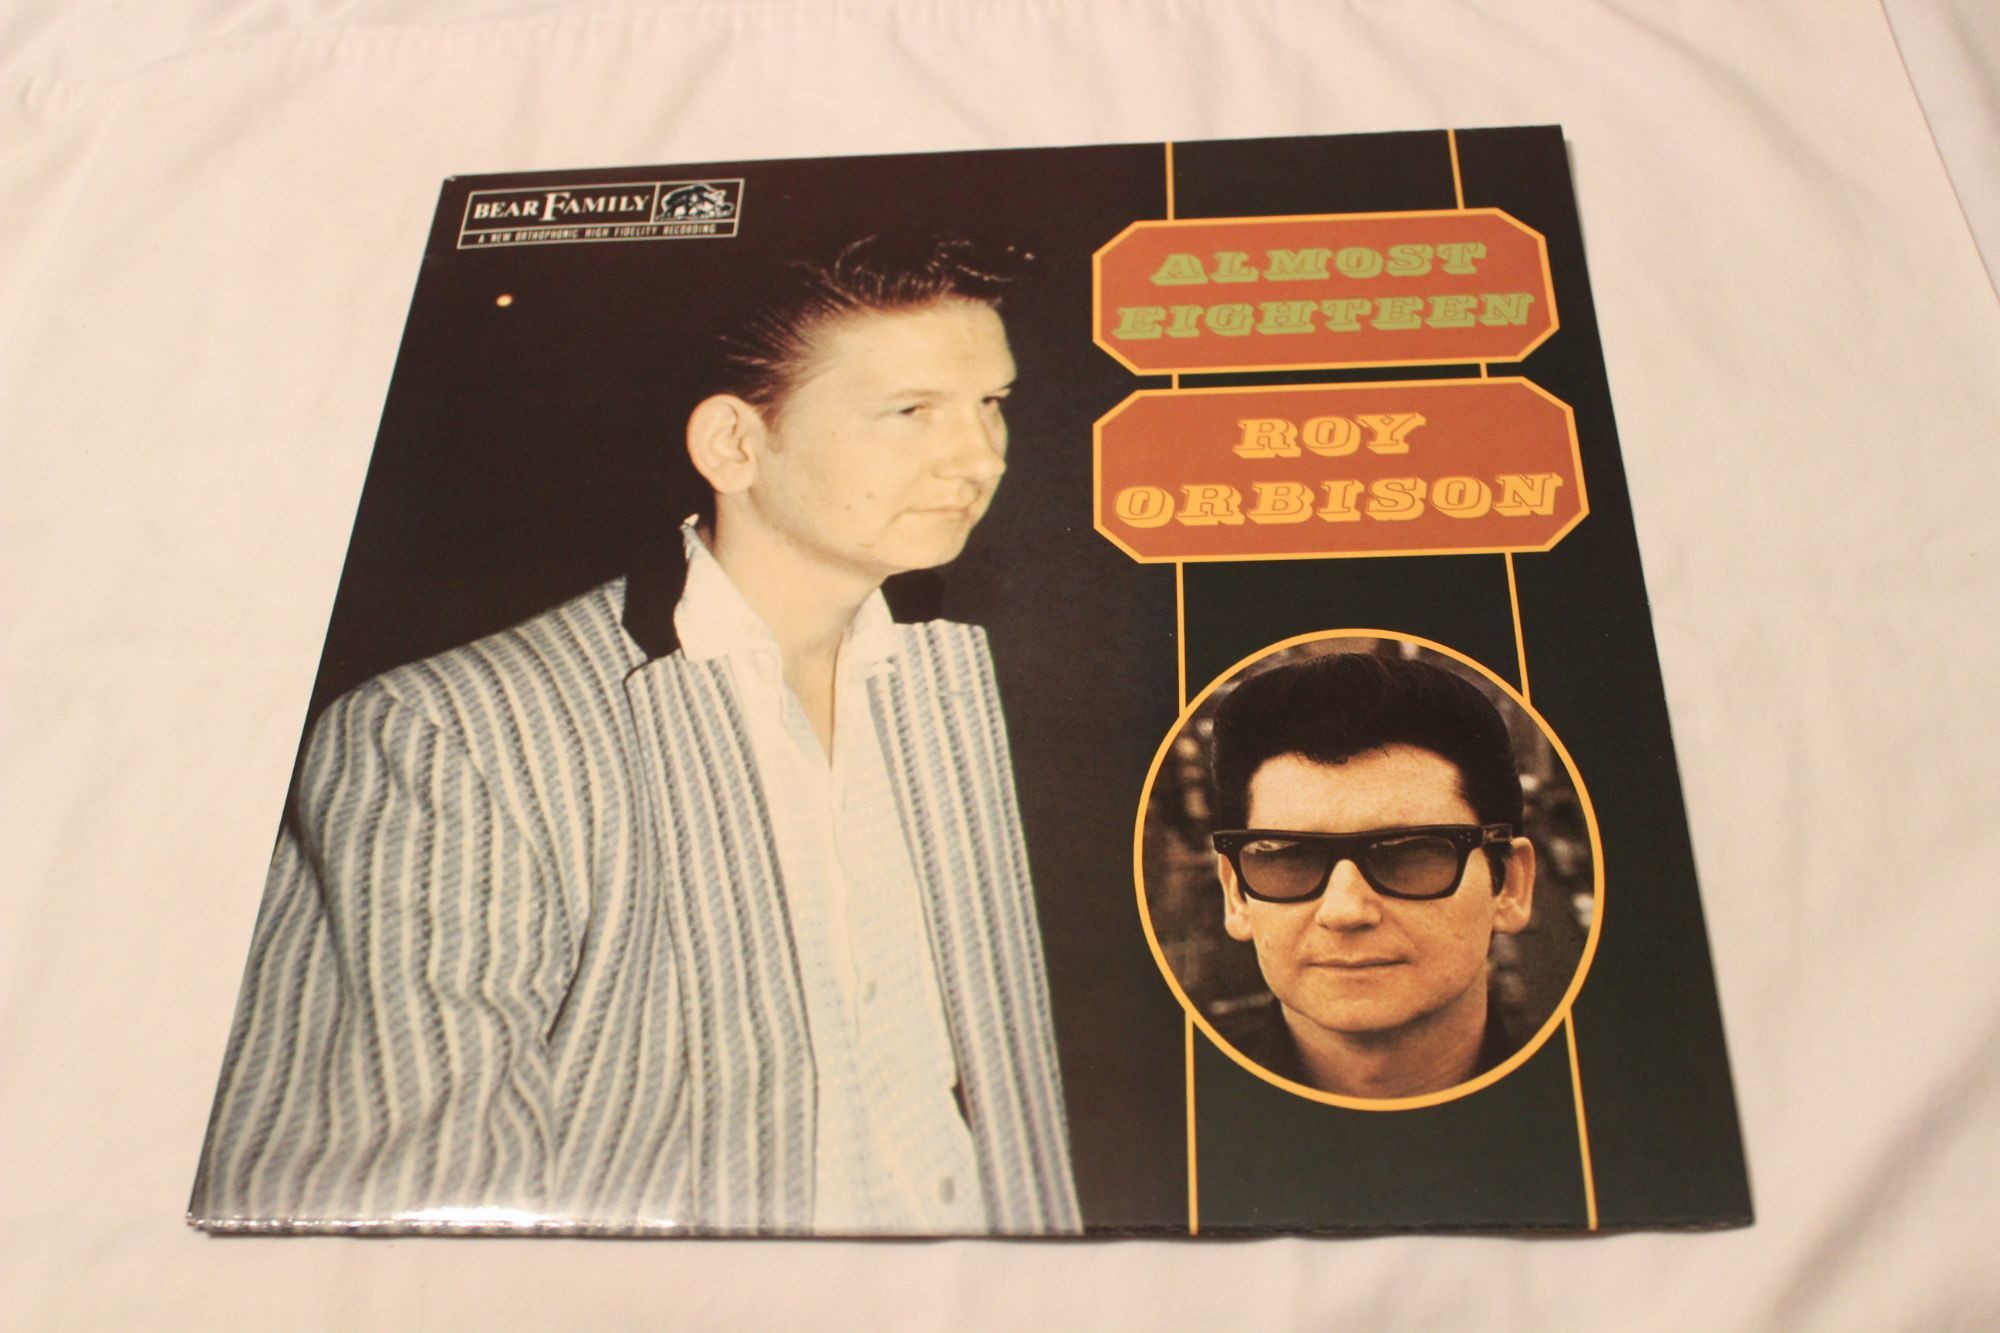 BEAR FAMILY
A NEW ORTHOPHONIC HIGH FIDELITY RECORDING
ALMOST
EIGHTEEN
ROY
ORBISON